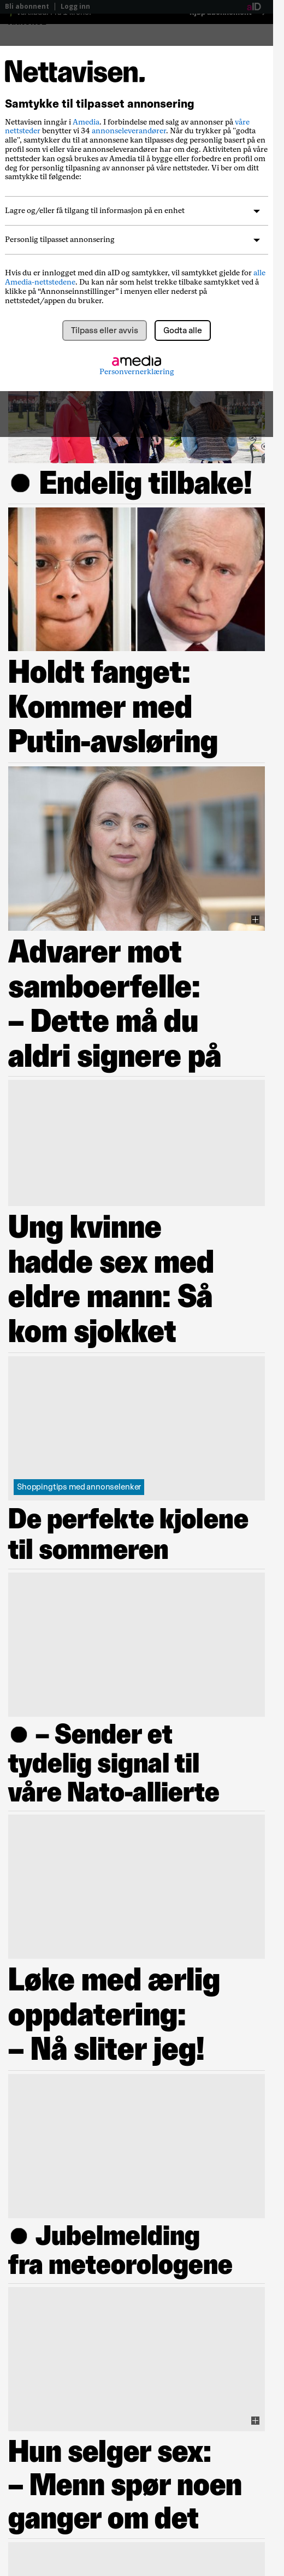 Bli abonnent | Logg inn
aID
Nettavisen.
Samtykke til tilpasset annonsering
Nettavisen inngår i Amedia. I forbindelse med salg av annonser på våre
nettsteder benytter vi 34 annonseleverandører. Når du trykker på "godta
alle", samtykker du til at annonsene kan tilpasses deg personlig basert på en
profil som vi eller våre annonseleverandører har om deg. Aktiviteten på våre
nettsteder kan også brukes av Amedia til å bygge eller forbedre en profil om
deg for personlig tilpasning av annonser på våre nettsteder. Vi ber om ditt
samtykke til følgende:
Lagre og/eller få tilgang til informasjon på en enhet
Personlig tilpasset annonsering
Hvis du er innlogget med din aID og samtykker, vil samtykket gjelde for alle
Amedia-nettstedene. Du kan når som helst trekke tilbake samtykket ved å
klikke på “Annonseinnstillinger” i menyen eller nederst på
nettstedet/appen du bruker.
Tilpass eller avvis
Godta alle
amedia
Personvernerklæring
Endelig tilbake!
Holdt fanget:
Kommer med
Putin-avsløring
Advarer mot
samboerfelle:
– Dette må du
aldri signere på
Ung kvinne
hadde sex med
eldre mann: Så
kom sjokket
Shoppingtips med annonselenker
De perfekte kjolene
til sommeren
– Sender et
tydelig signal til
våre Nato-allierte
Løke med ærlig
oppdatering:
– Nå sliter jeg!
Jubelmelding
fra meteorologene
Hun selger sex:
– Menn spør noen
ganger om det